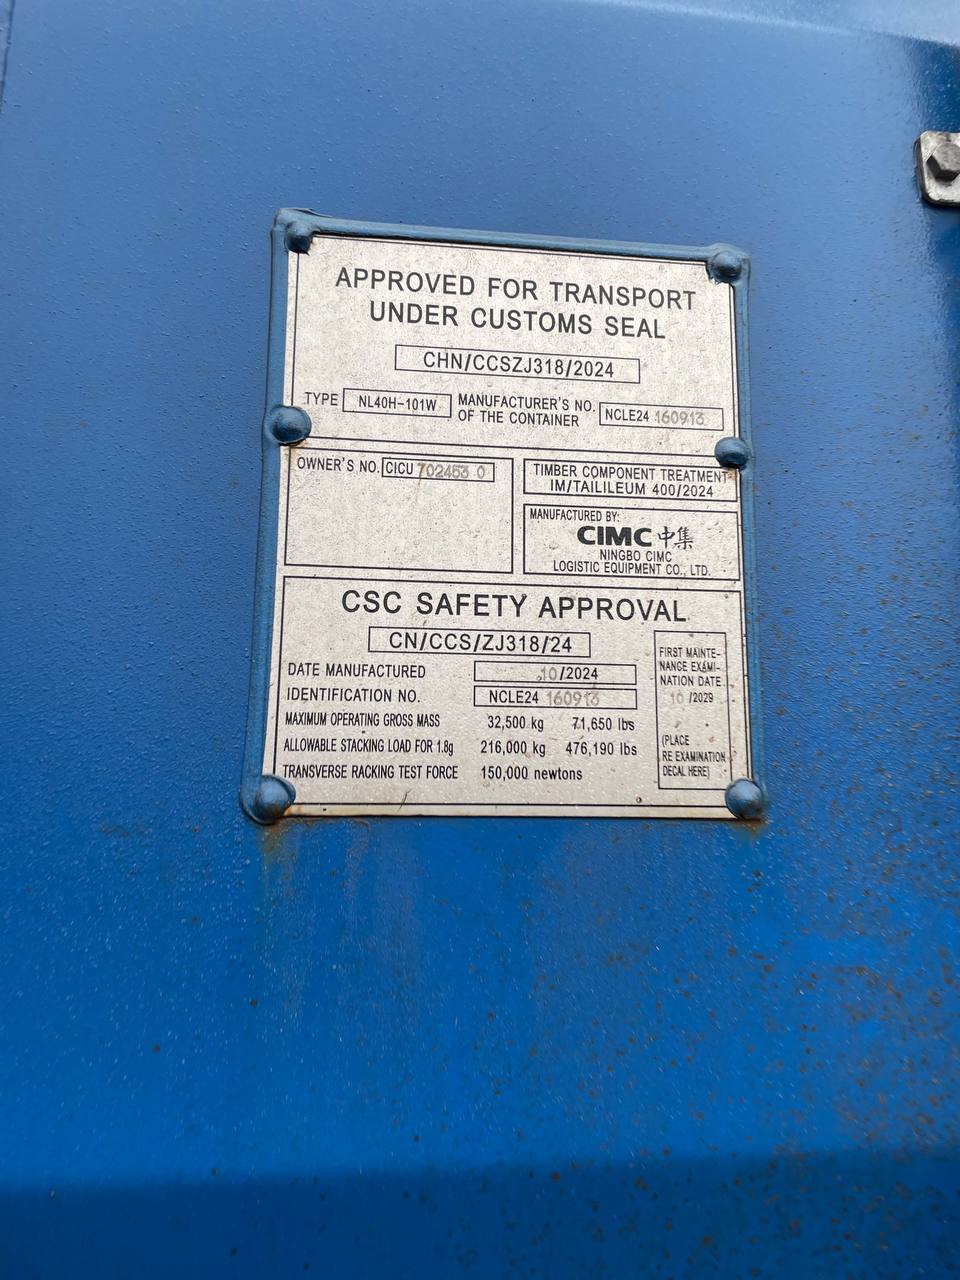 APPROVED FOR TRANSPORT
UNDER CUSTOMS SEAL
CHN/CCSZJ318/2024
TYPE NL40H-101W MANUFACTURER'S NO. OF THE CONTAINER NCLE24 160913
OWNER'S NO. CICU 702453 0
TIMBER COMPONENT TREATMENT
IM/TAILILEUM 400/2024
MANUFACTURED BY:
CIMC 中集
NINGBO CIMC
LOGISTIC EQUIPMENT CO., LTD.
CSC SAFETY APPROVAL
CN/CCS/ZJ318/24
DATE MANUFACTURED 10/2024
IDENTIFICATION NO. NCLE24 160913
MAXIMUM OPERATING GROSS MASS 32,500 kg 71,650 lbs
ALLOWABLE STACKING LOAD FOR 1.8g 216,000 kg 476,190 lbs
TRANSVERSE RACKING TEST FORCE 150,000 newtons
FIRST MAINTE-
NANCE EXAMI-
NATION DATE
10 /2029
(PLACE
RE EXAMINATION
DECAL HERE)